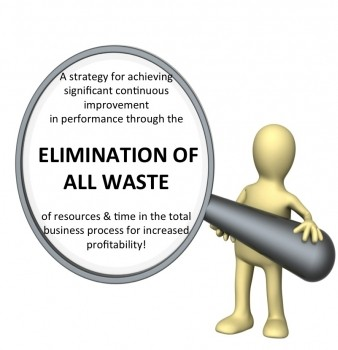 A strategy for achieving
significant continuous
improvement
in performance through the
ELIMINATION OF
ALL WASTE
of resources & time in the total
business process for increased
profitability!